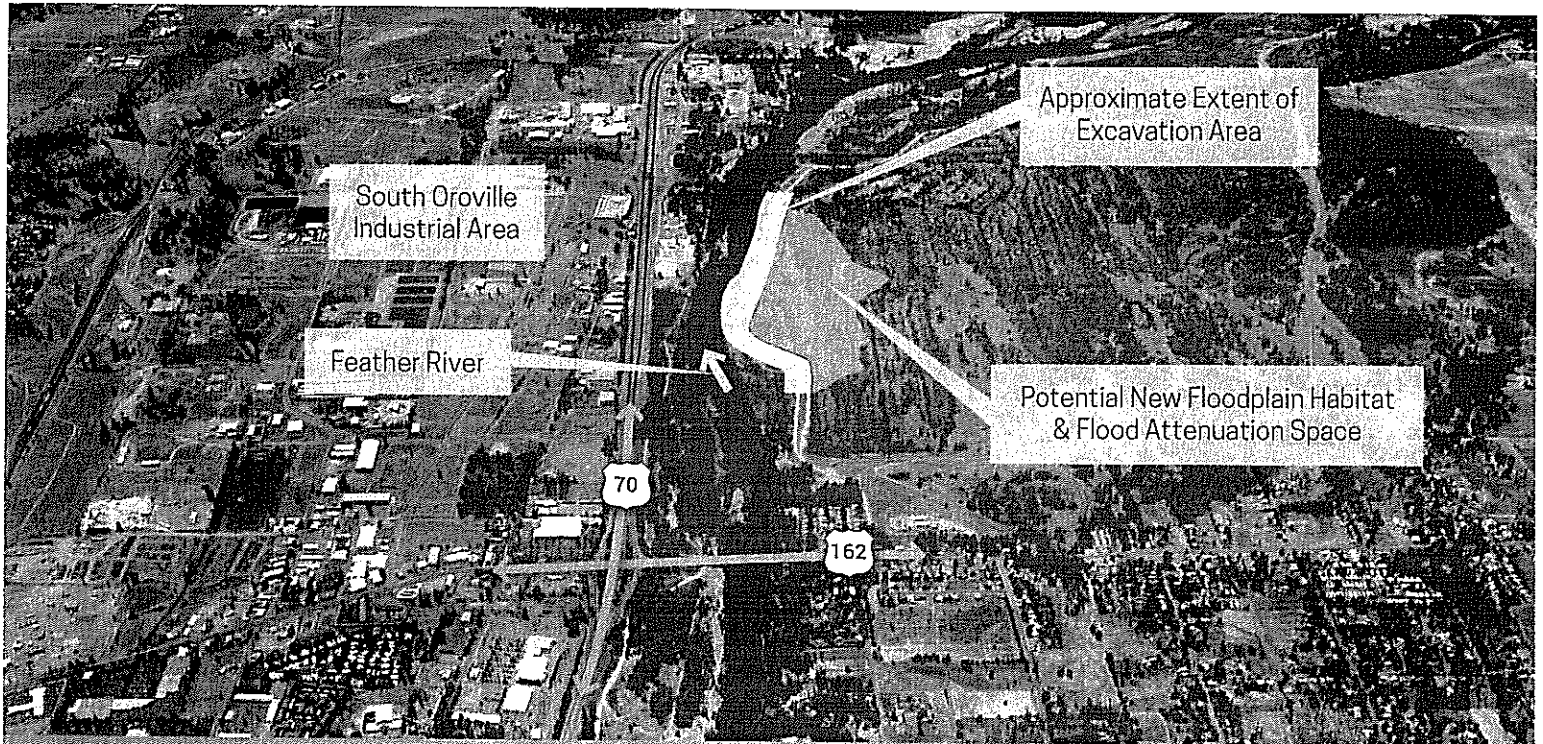 Approximate Extent of
Excavation Area
South Oroville
Industrial Area
Feather River
Potential New Floodplain Habitat
& Flood Attenuation Space
70
162